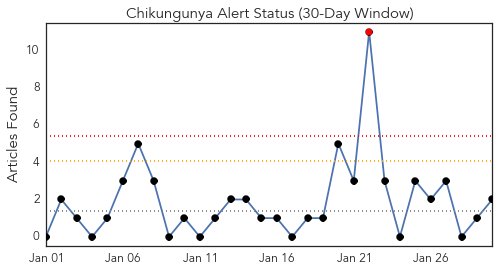 Chikungunya Alert Status (30-Day Window)
Articles Found
10
8
6
4
2
0
Jan 01 Jan 06 Jan 11 Jan 16 Jan 21 Jan 26